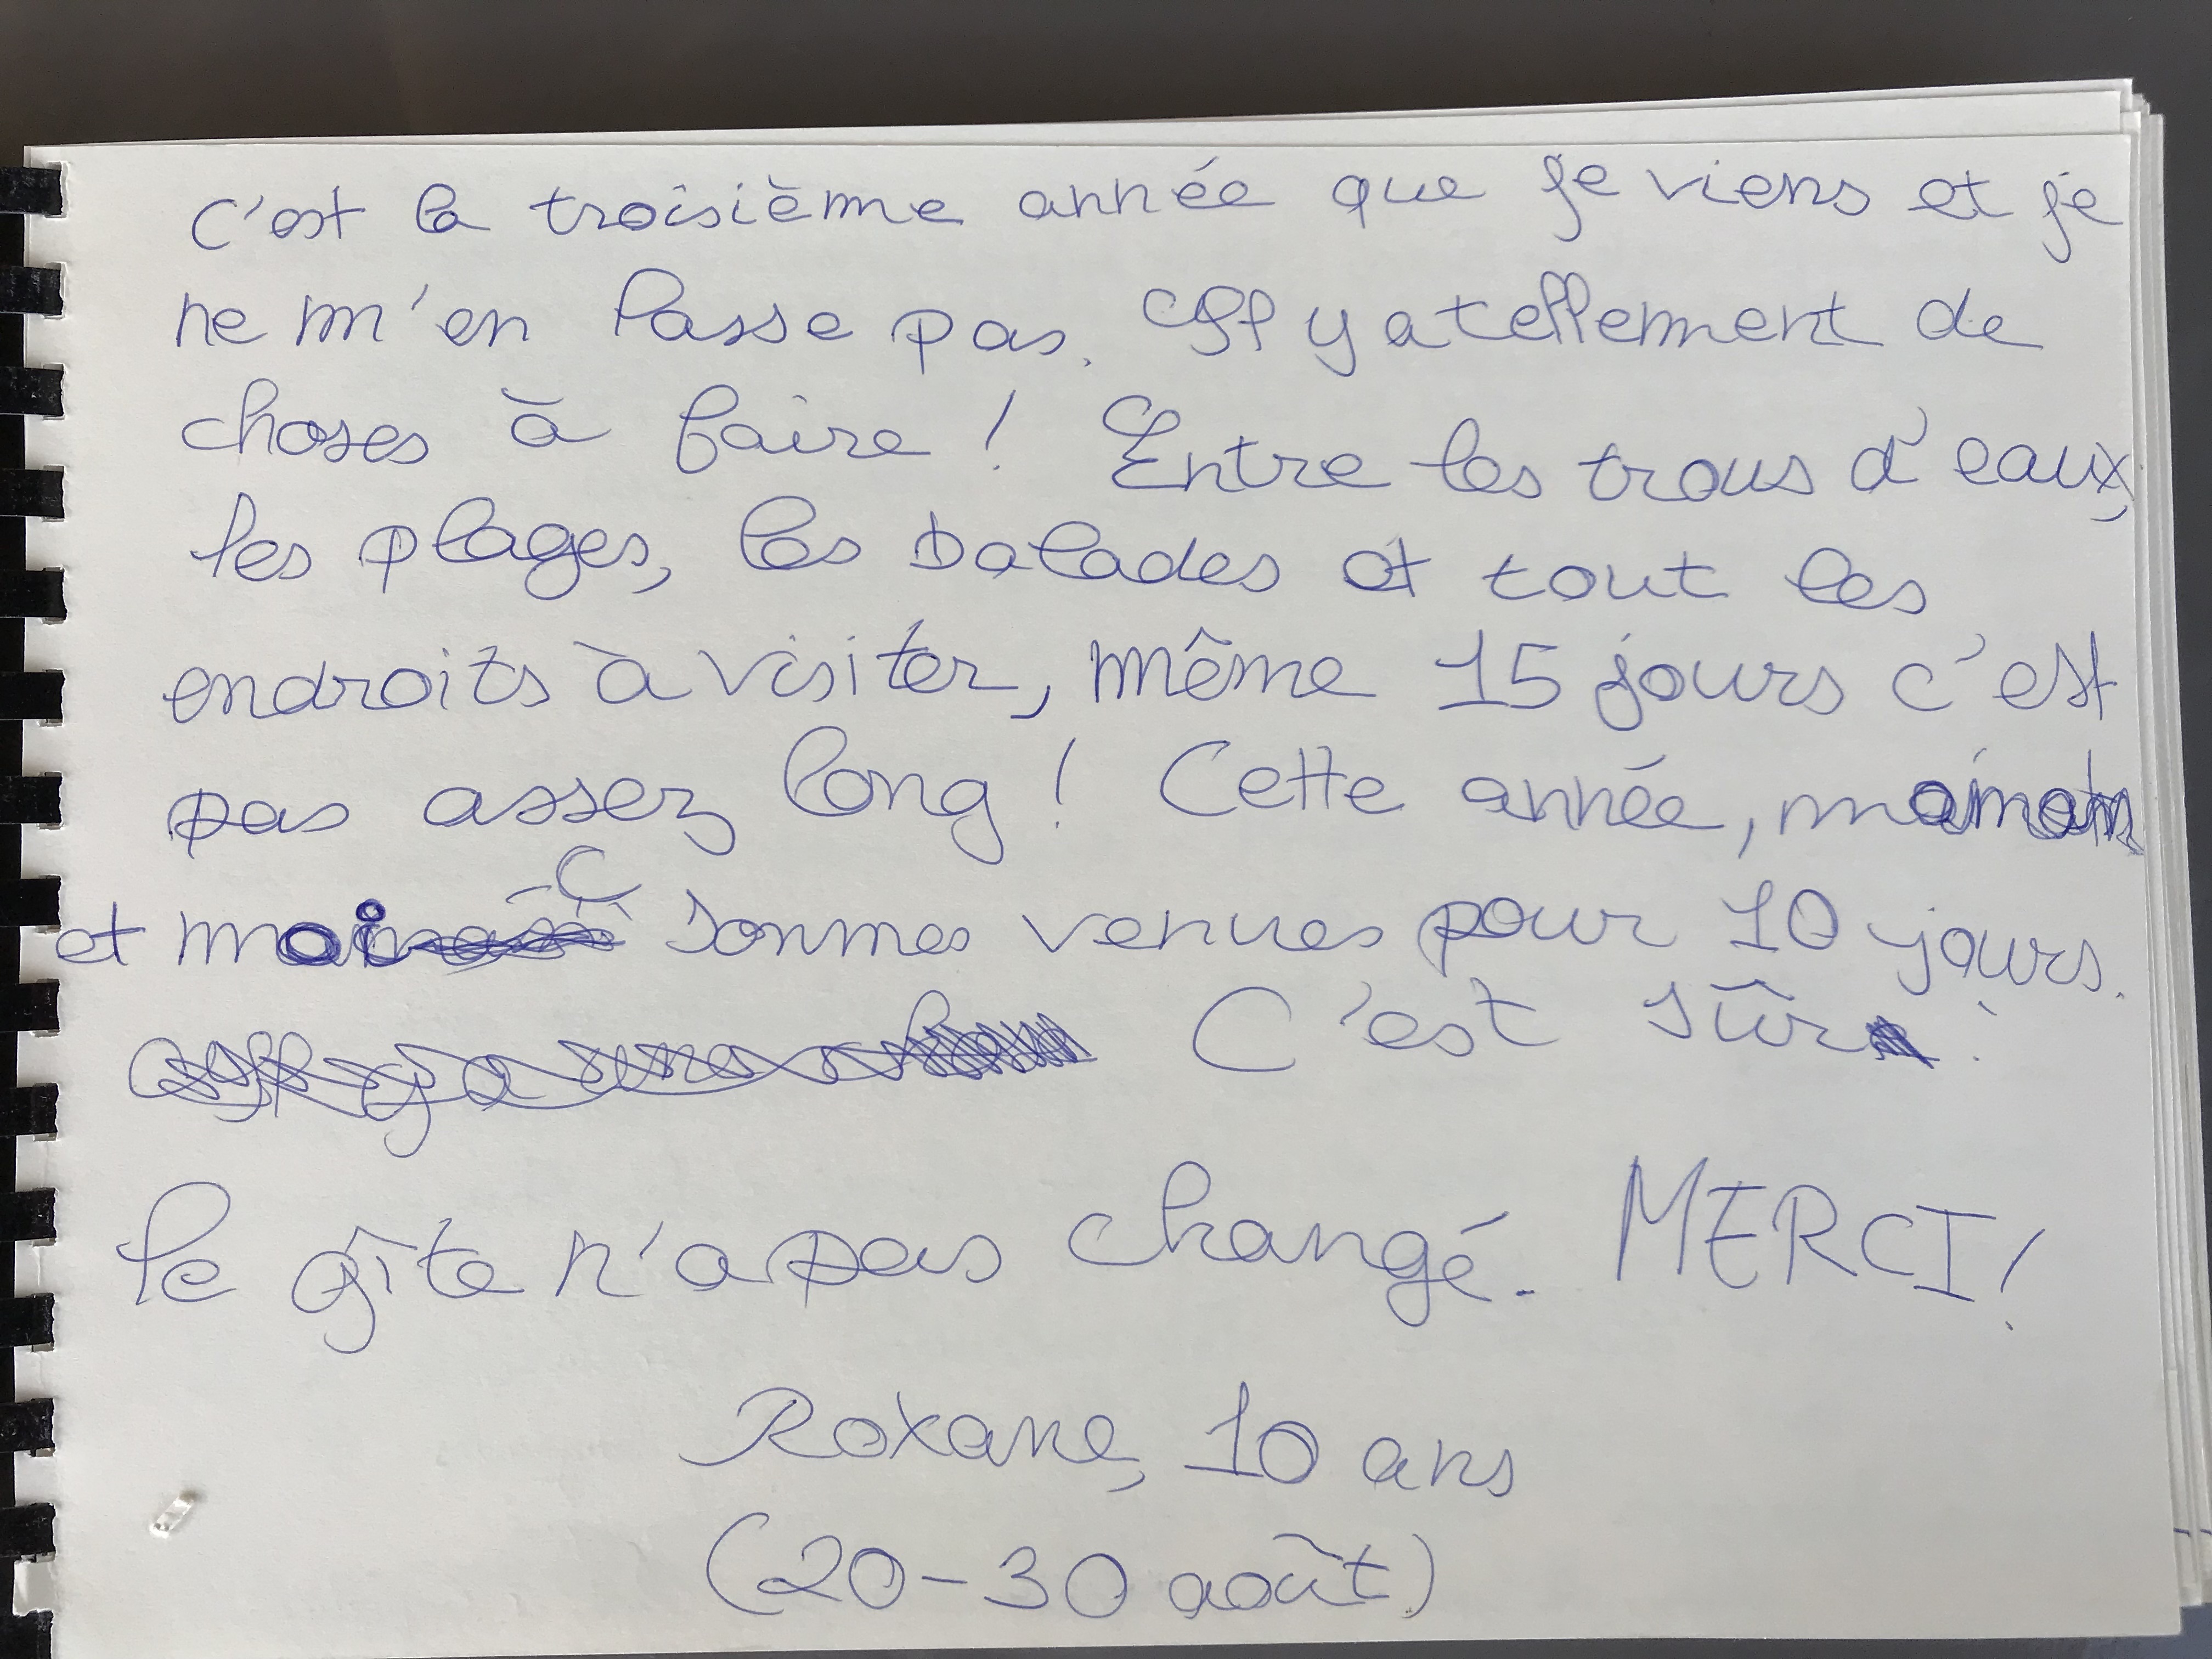 C'est la troisième année que je viens et je
ne m'en lasse pas. Il y a tellement de
choses à faire ! Entre les trous d'eaux,
les plages, les balades et tout les
endroits à visiter, même 15 jours c'est
pas assez long ! Cette année, maman
et moi sommes venues pour 10 jours.
C'est sûr :
le gîte n'a pas changé. MERCI !
Roxane, 10 ans
(20-30 août)